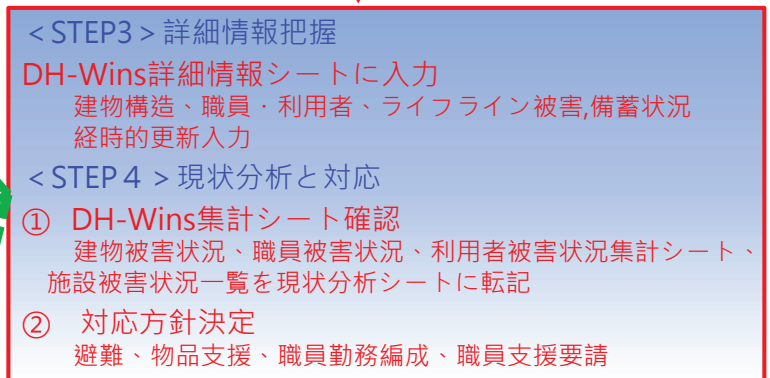 ＜STEP3＞詳細情報把握
DH-Wins詳細情報シートに入力
建物構造、職員・利用者、ライフライン被害,備蓄状況
経時的更新入力
＜STEP４＞現状分析と対応
① DH-Wins集計シート確認
建物被害状況、職員被害状況、利用者被害状況集計シート、
施設被害状況一覧を現状分析シートに転記
② 対応方針決定
避難、物品支援、職員勤務編成、職員支援要請